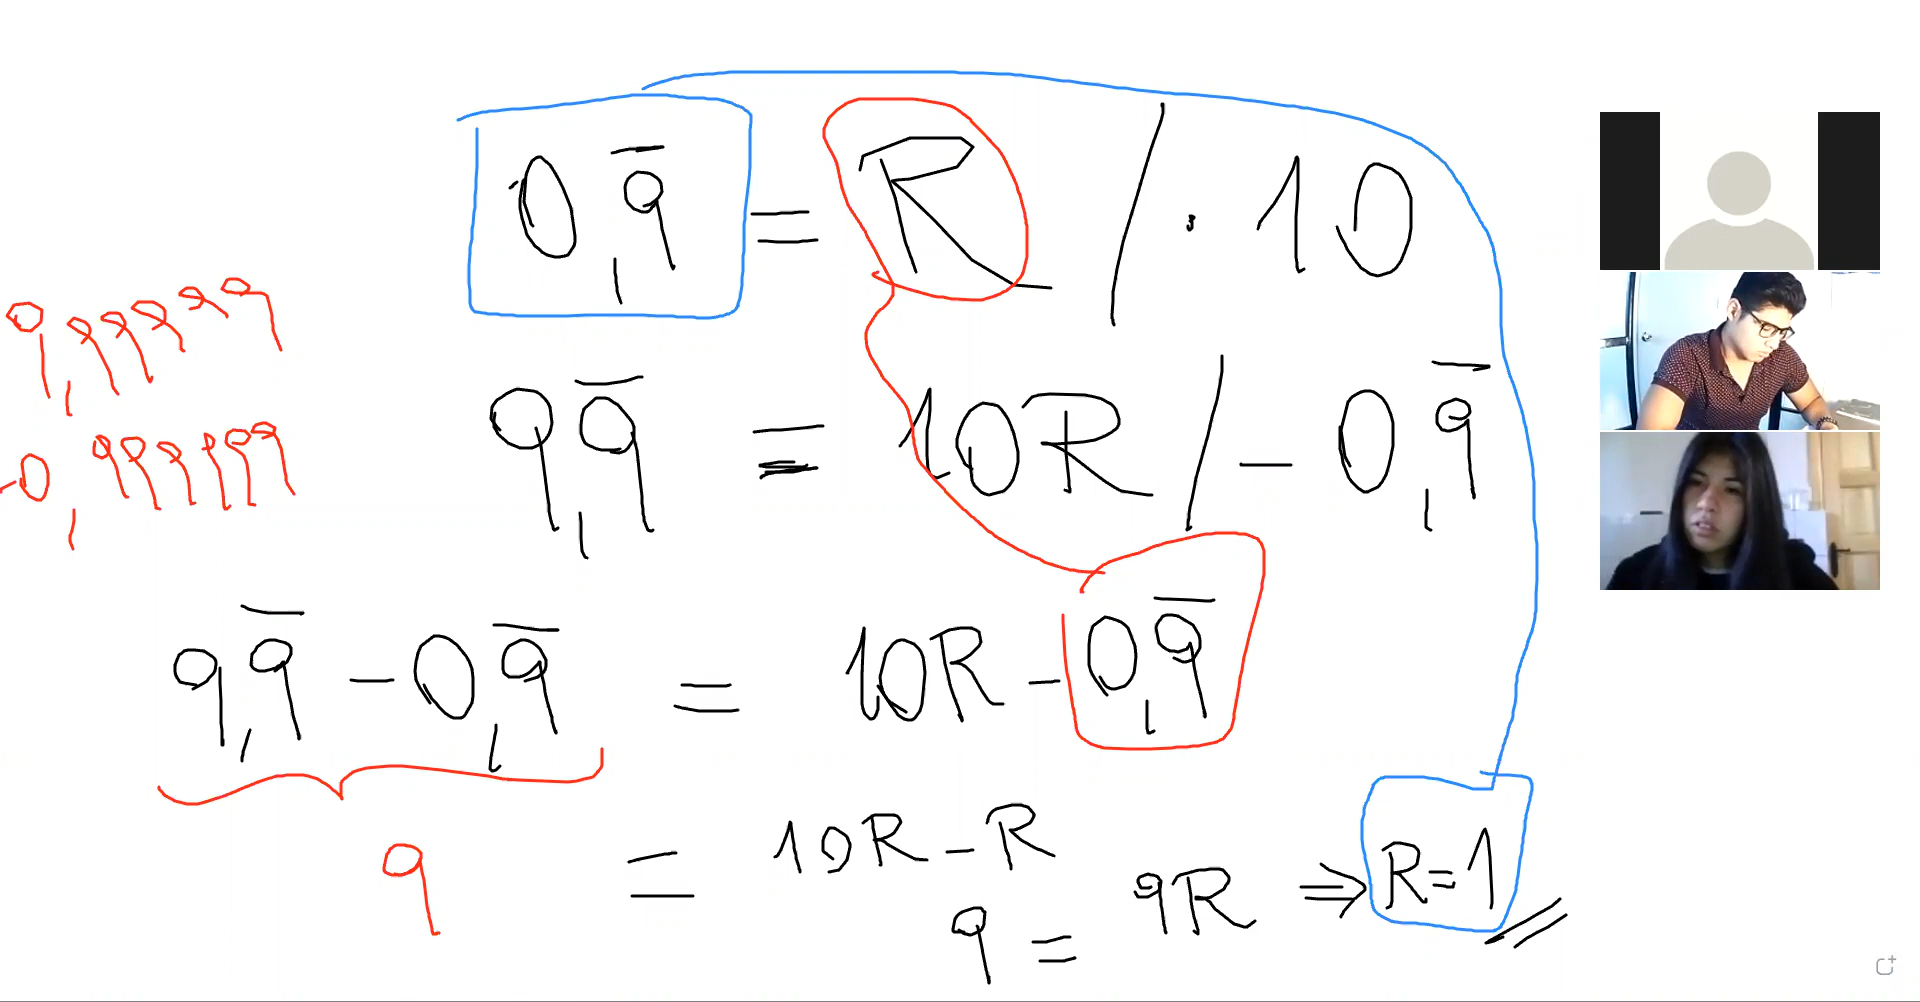 0,9̅ = R / · 10
9,99999
9,9̅ = 10R / - 0,9̅
-0,999999
9,9̅ - 0,9̅ = 10R - 0,9̅
9 = 10R - R
9 = 9R ⇒ R = 1